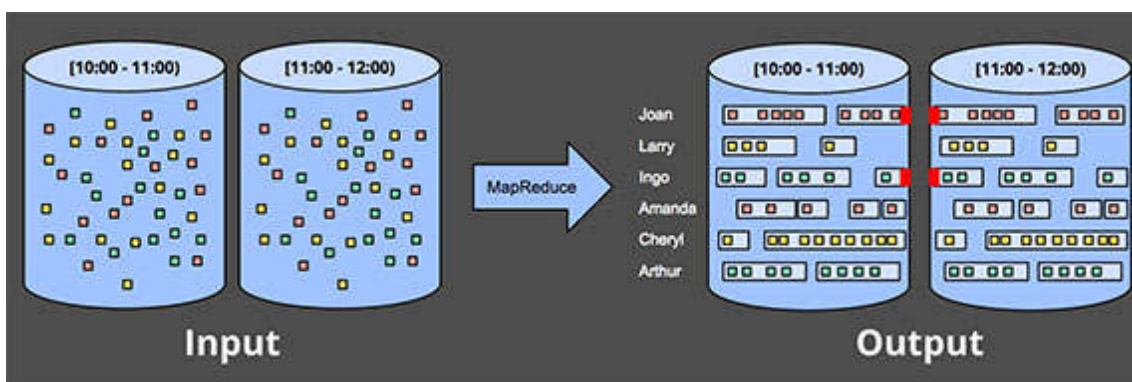 [10:00 - 11:00)
[11:00 - 12:00)
Input
MapReduce
[10:00 - 11:00)
[11:00 - 12:00)
Joan
Larry
Ingo
Amanda
Cheryl
Arthur
Output